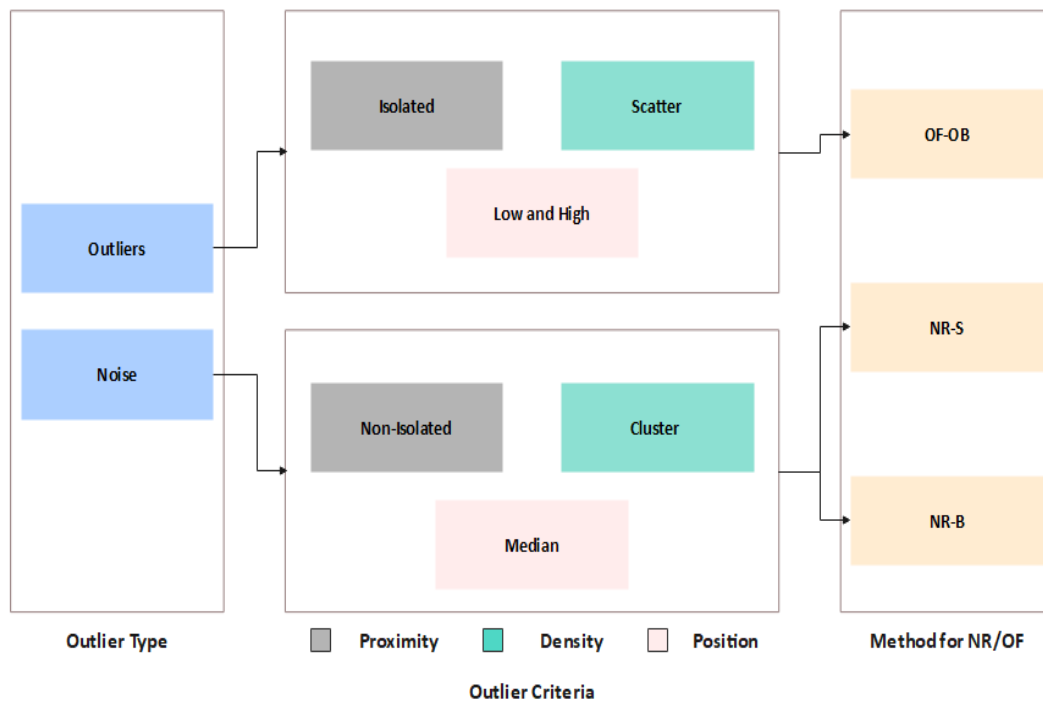 Isolated
Scatter
OF-OB
Low and High
Outliers
NR-S
Noise
Non-Isolated
Cluster
NR-B
Median
Outlier Type
Proximity
Density
Position
Method for NR/OF
Outlier Criteria